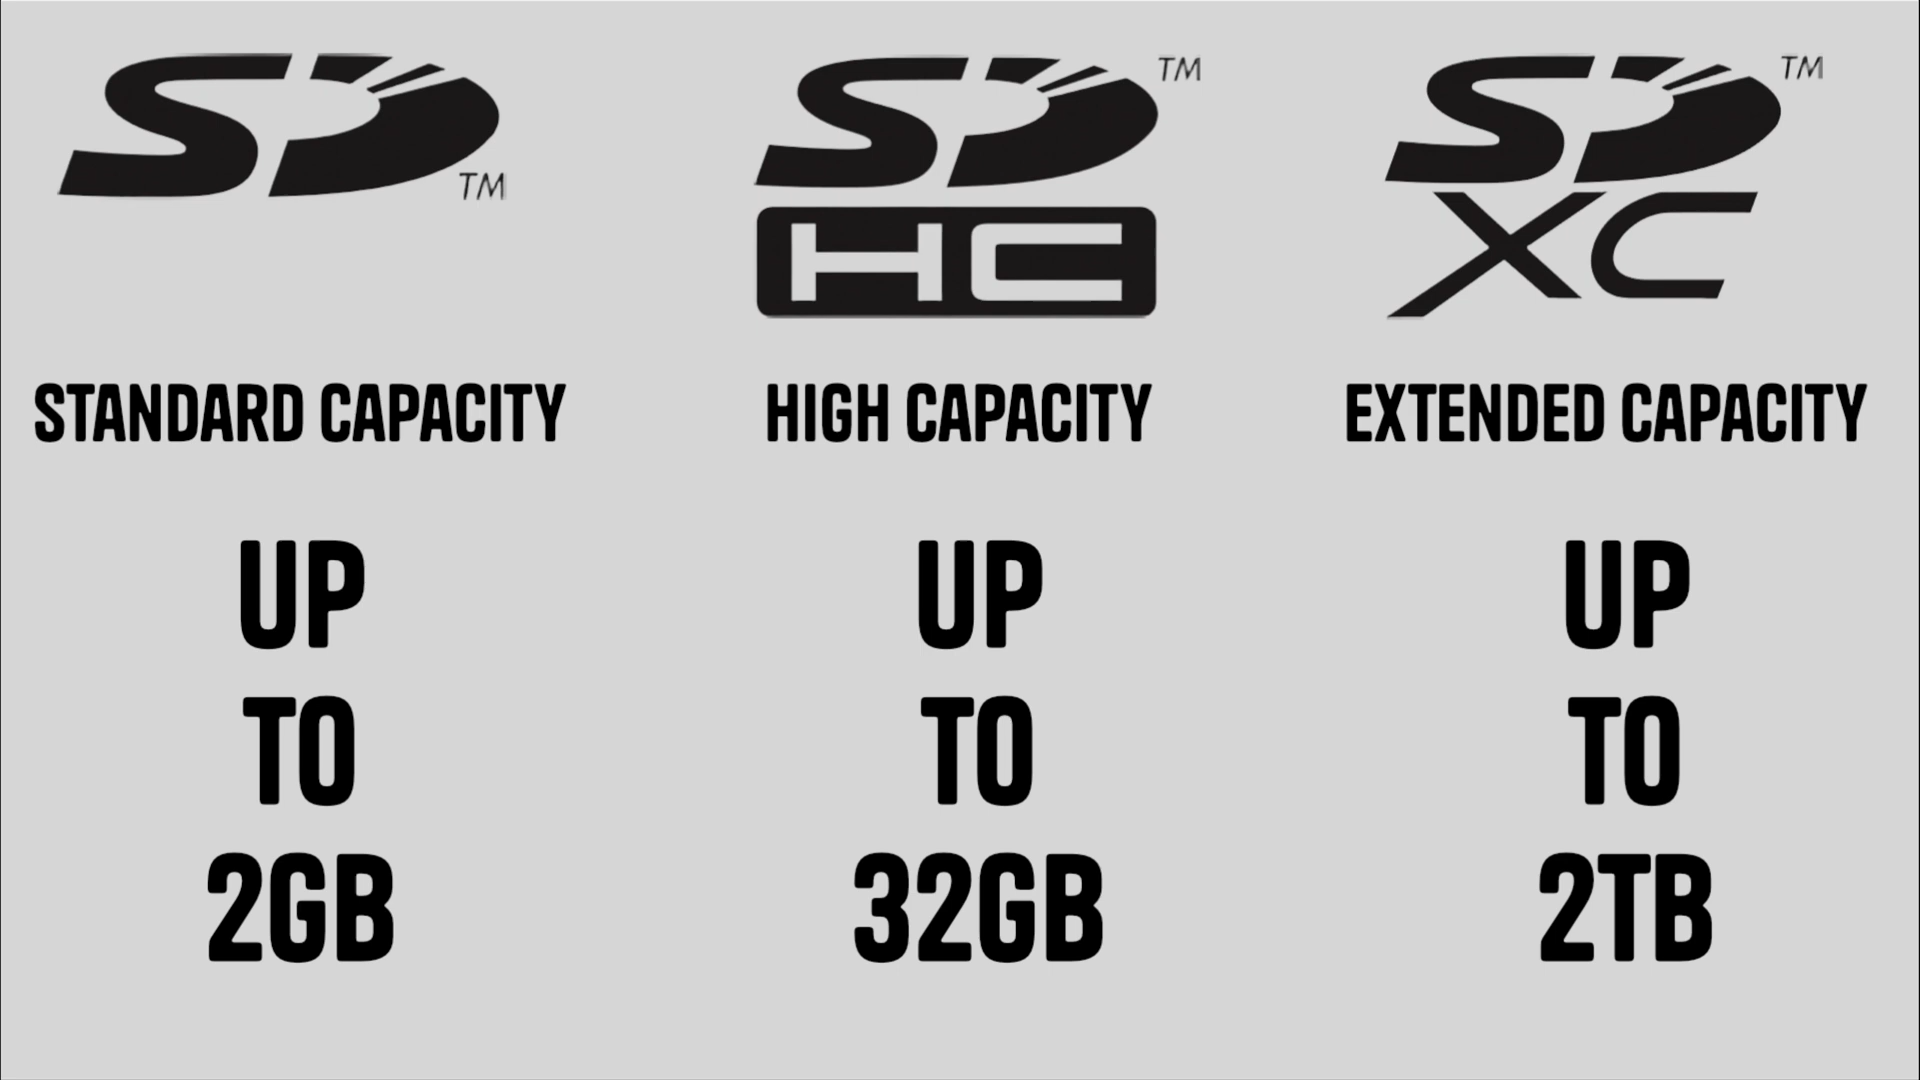 SD™
SD™
HC
SD™
XC
STANDARD CAPACITY
HIGH CAPACITY
EXTENDED CAPACITY
UP
TO
2GB
UP
TO
32GB
UP
TO
2TB